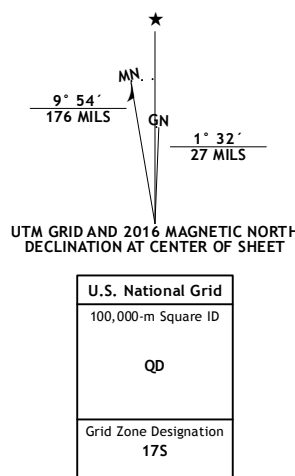 ★
MN
GN
9° 54´
176 MILS
1° 32´
27 MILS
UTM GRID AND 2016 MAGNETIC NORTH
DECLINATION AT CENTER OF SHEET
U.S. National Grid
100,000-m Square ID
QD
Grid Zone Designation
17S